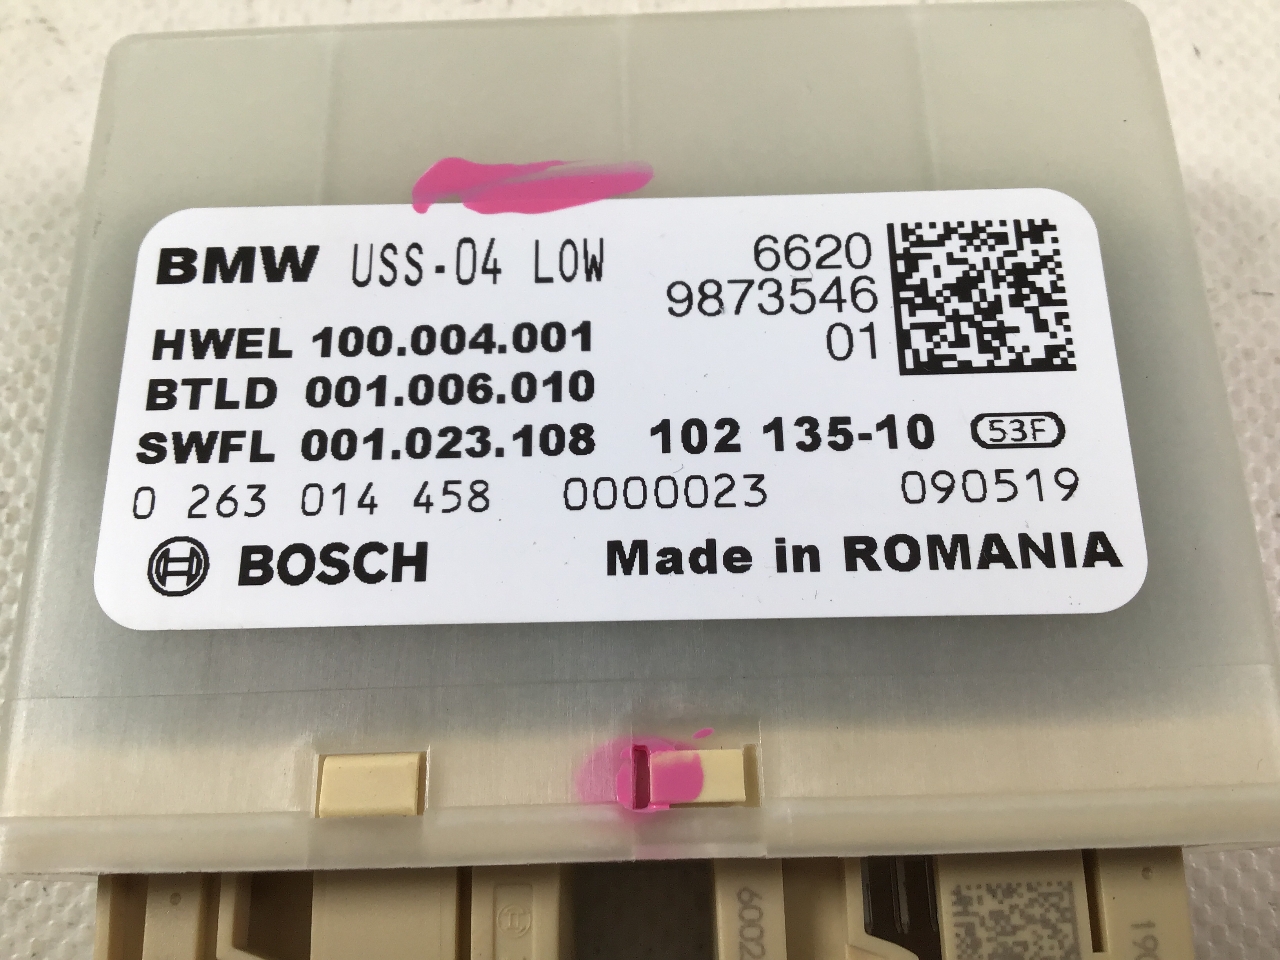 BMW USS-04 LOW
6620
9873546
01
HWEL 100.004.001
BTLD 001.006.010
SWFL 001.023.108 102 135-10 53F
0 263 014 458 0000023 090519
BOSCH Made in ROMANIA
6002